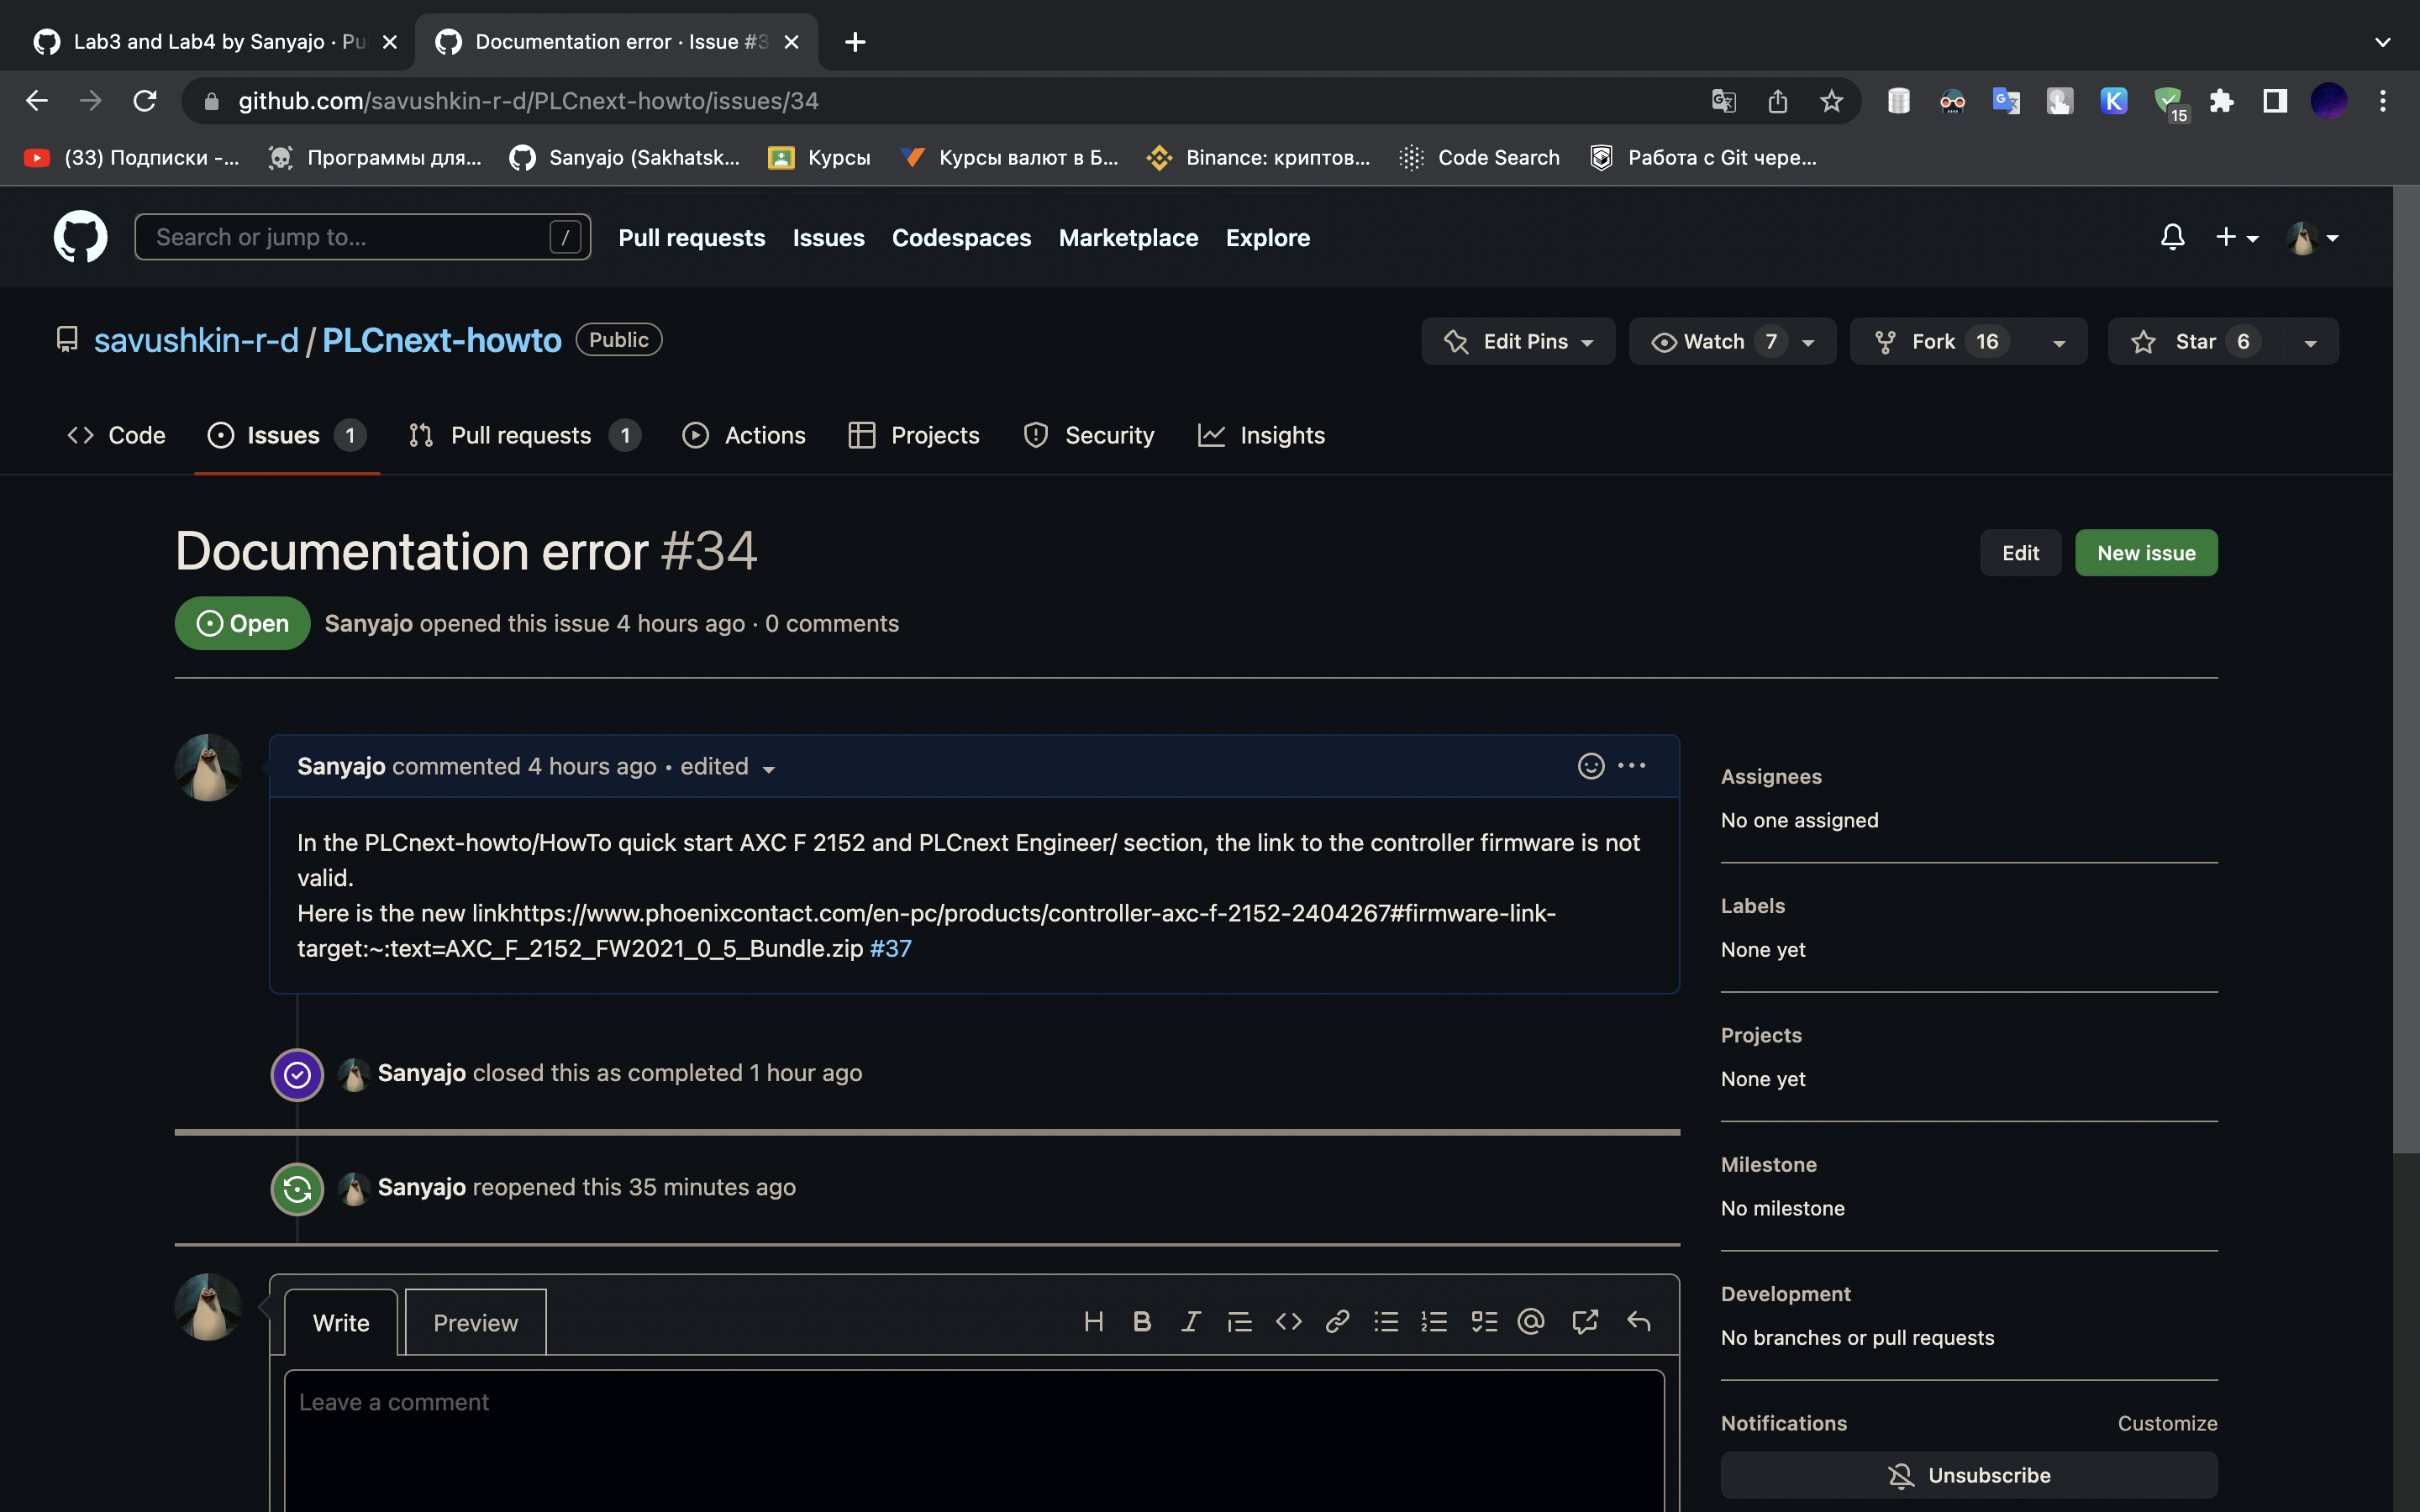 Lab3 and Lab4 by Sanyajo · Pu
Documentation error · Issue #3
github.com/savushkin-r-d/PLCnext-howto/issues/34
15
(33) Подписки -...
Программы для...
Sanyajo (Sakhatsk...
Курсы
Курсы валют в Б...
Binance: криптов...
Code Search
Работа с Git чере...
Search or jump to... /
Pull requests Issues Codespaces Marketplace Explore
savushkin-r-d / PLCnext-howto Public
Edit Pins Watch 7 Fork 16 Star 6
Code Issues 1 Pull requests 1 Actions Projects Security Insights
Documentation error #34
Edit New issue
Open Sanyajo opened this issue 4 hours ago · 0 comments
Sanyajo commented 4 hours ago • edited
In the PLCnext-howto/HowTo quick start AXC F 2152 and PLCnext Engineer/ section, the link to the controller firmware is not
valid.
Here is the new linkhttps://www.phoenixcontact.com/en-pc/products/controller-axc-f-2152-2404267#firmware-link-
target:~:text=AXC_F_2152_FW2021_0_5_Bundle.zip #37
Sanyajo closed this as completed 1 hour ago
Sanyajo reopened this 35 minutes ago
Write Preview
Leave a comment
Assignees
No one assigned
Labels
None yet
Projects
None yet
Milestone
No milestone
Development
No branches or pull requests
Notifications Customize
Unsubscribe